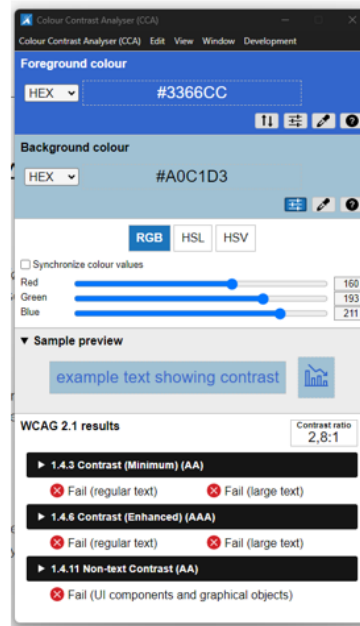 Colour Contrast Analyser (CCA)
Colour Contrast Analyser (CCA) Edit View Window Development
Foreground colour
HEX #3366CC
Background colour
HEX #A0C1D3
RGB HSL HSV
Synchronize colour values
Red 160
Green 193
Blue 211
▼ Sample preview
example text showing contrast
WCAG 2.1 results
Contrast ratio
2,8:1
▶ 1.4.3 Contrast (Minimum) (AA)
Fail (regular text) Fail (large text)
▶ 1.4.6 Contrast (Enhanced) (AAA)
Fail (regular text) Fail (large text)
▶ 1.4.11 Non-text Contrast (AA)
Fail (UI components and graphical objects)